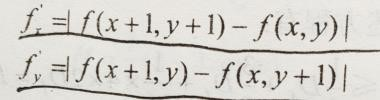 f'ₓ =| f(x+1, y+1) − f(x, y) |
f'ᵧ =| f(x+1, y) − f(x, y+1) |